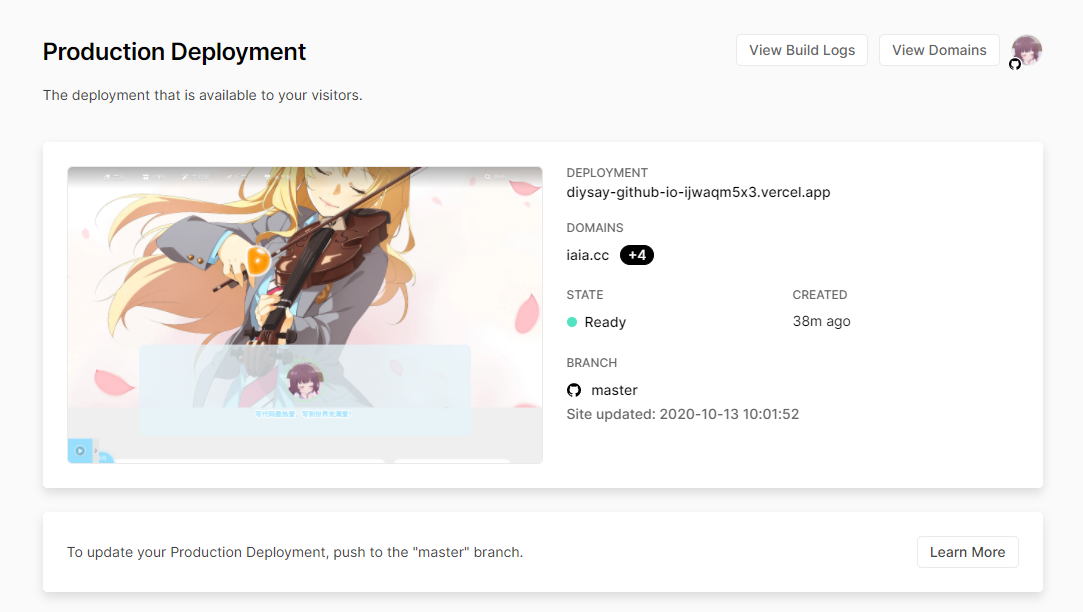 Production Deployment
View Build Logs
View Domains
The deployment that is available to your visitors.
DEPLOYMENT
diysay-github-io-ijwaqm5x3.vercel.app
DOMAINS
iaia.cc +4
STATE
Ready
CREATED
38m ago
BRANCH
master
Site updated: 2020-10-13 10:01:52
To update your Production Deployment, push to the "master" branch.
Learn More